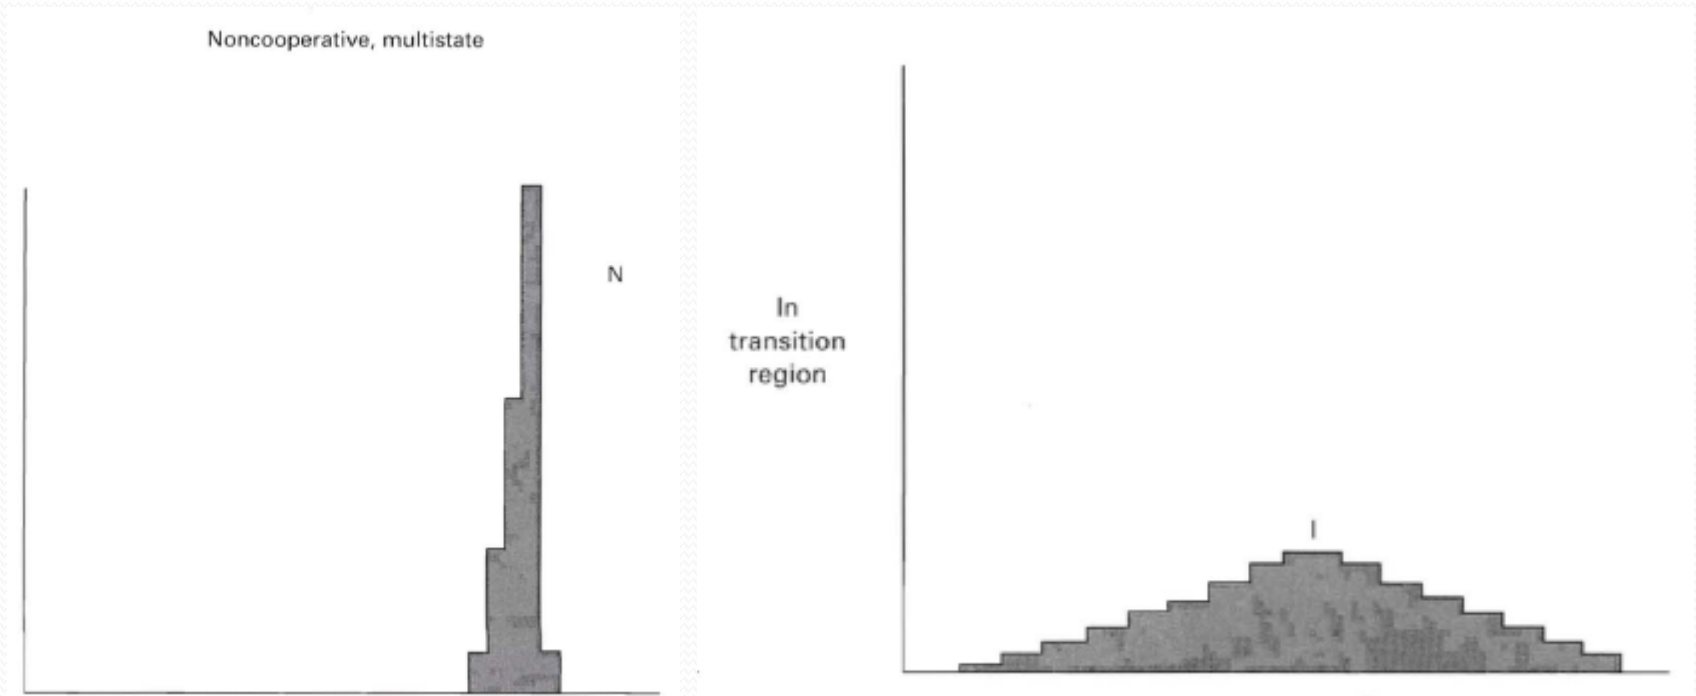 Noncooperative, multistate
N
In
transition
region
I